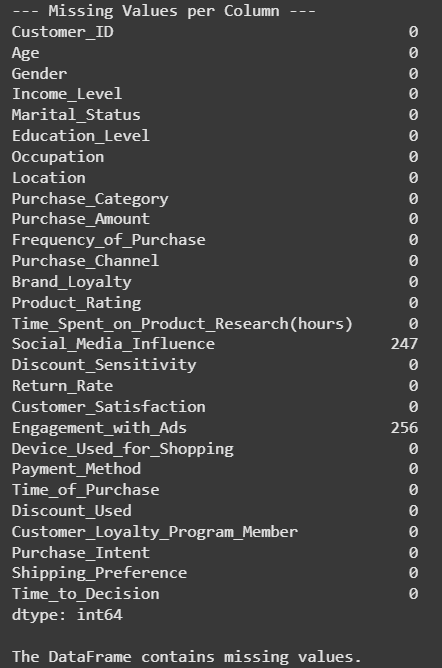 --- Missing Values per Column ---
Customer_ID 0
Age 0
Gender 0
Income_Level 0
Marital_Status 0
Education_Level 0
Occupation 0
Location 0
Purchase_Category 0
Purchase_Amount 0
Frequency_of_Purchase 0
Purchase_Channel 0
Brand_Loyalty 0
Product_Rating 0
Time_Spent_on_Product_Research(hours) 0
Social_Media_Influence 247
Discount_Sensitivity 0
Return_Rate 0
Customer_Satisfaction 0
Engagement_with_Ads 256
Device_Used_for_Shopping 0
Payment_Method 0
Time_of_Purchase 0
Discount_Used 0
Customer_Loyalty_Program_Member 0
Purchase_Intent 0
Shipping_Preference 0
Time_to_Decision 0
dtype: int64
The DataFrame contains missing values.